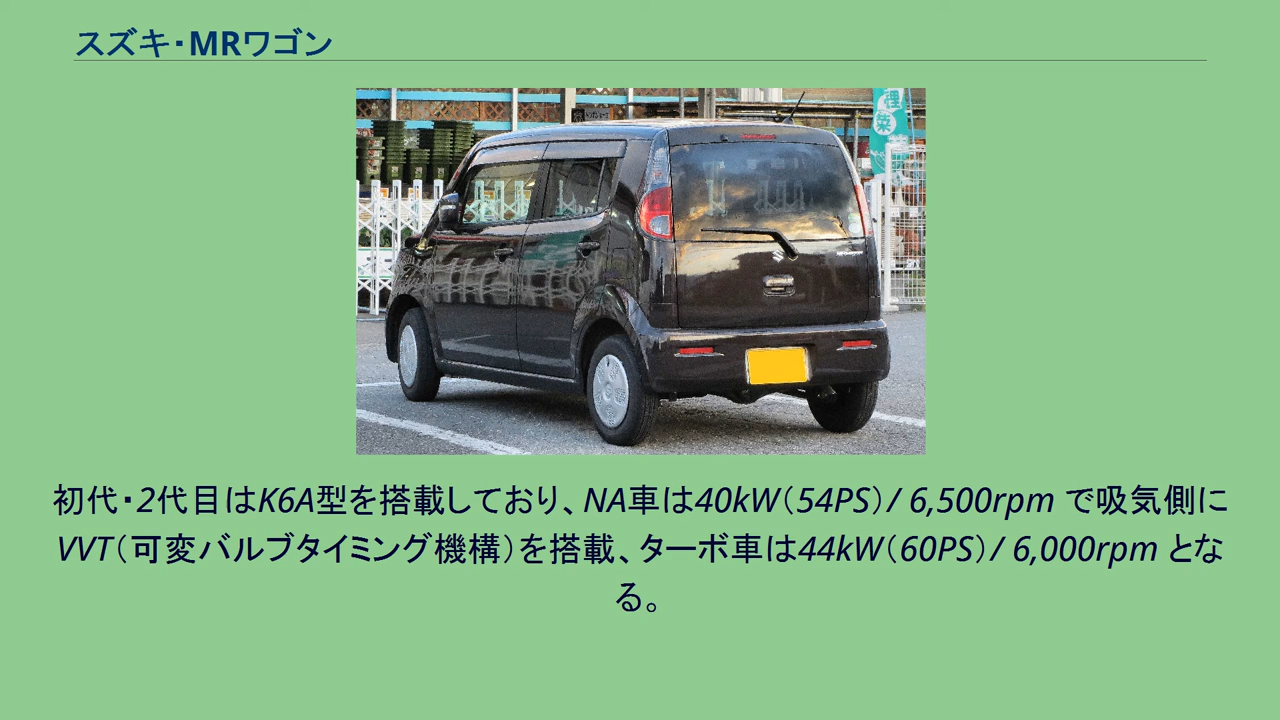 スズキ・MRワゴン
初代・2代目はK6A型を搭載しており、NA車は40kW（54PS）/ 6,500rpm で吸気側に
VVT（可変バルブタイミング機構）を搭載、ターボ車は44kW（60PS）/ 6,000rpm とな
る。